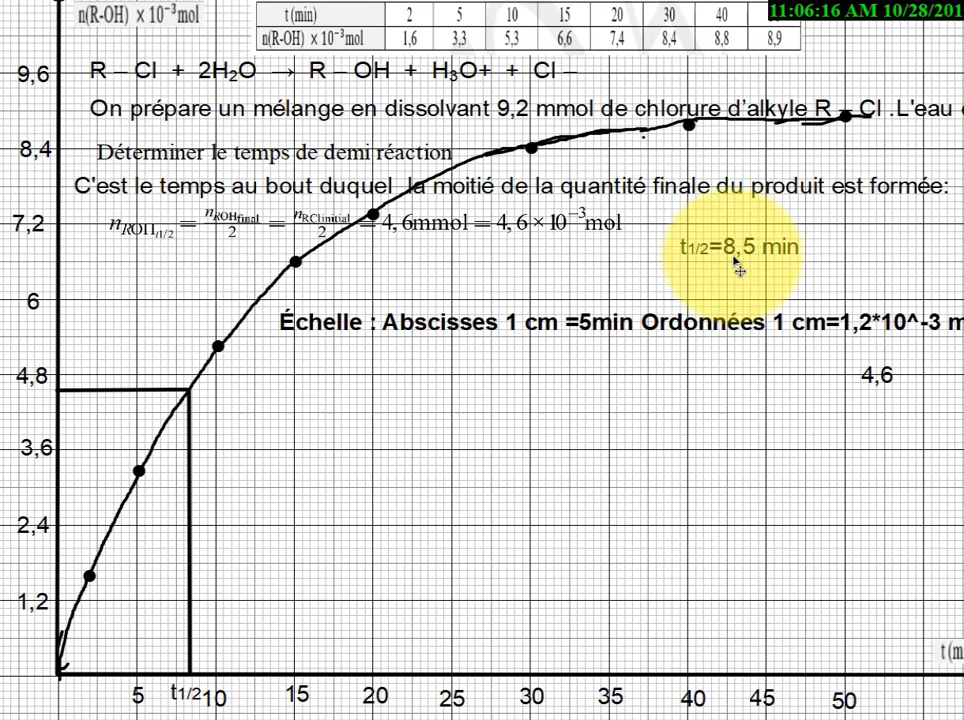 n(R-OH) × 10⁻³mol
t (min) 2 5 10 15 20 30 40
n(R-OH) × 10⁻³mol 1,6 3,3 5,3 6,6 7,4 8,4 8,8 8,9
11:06:16 AM 10/28/201
9,6
R – Cl + 2H₂O → R – OH + H₃O+ + Cl –
On prépare un mélange en dissolvant 9,2 mmol de chlorure d'alkyle R – Cl .L'eau
8,4
Déterminer le temps de demi réaction
C'est le temps au bout duquel la moitié de la quantité finale du produit est formée:
7,2
n_ROH_t1/2 = n_ROH_final/2 = n_RClinitial/2 = 4,6mmol = 4,6 × 10⁻³mol
t1/2=8,5 min
6
Échelle : Abscisses 1 cm =5min Ordonnées 1 cm=1,2*10^-3 m
4,8
4,6
3,6
2,4
1,2
t (m
5 t1/2 10 15 20 25 30 35 40 45 50